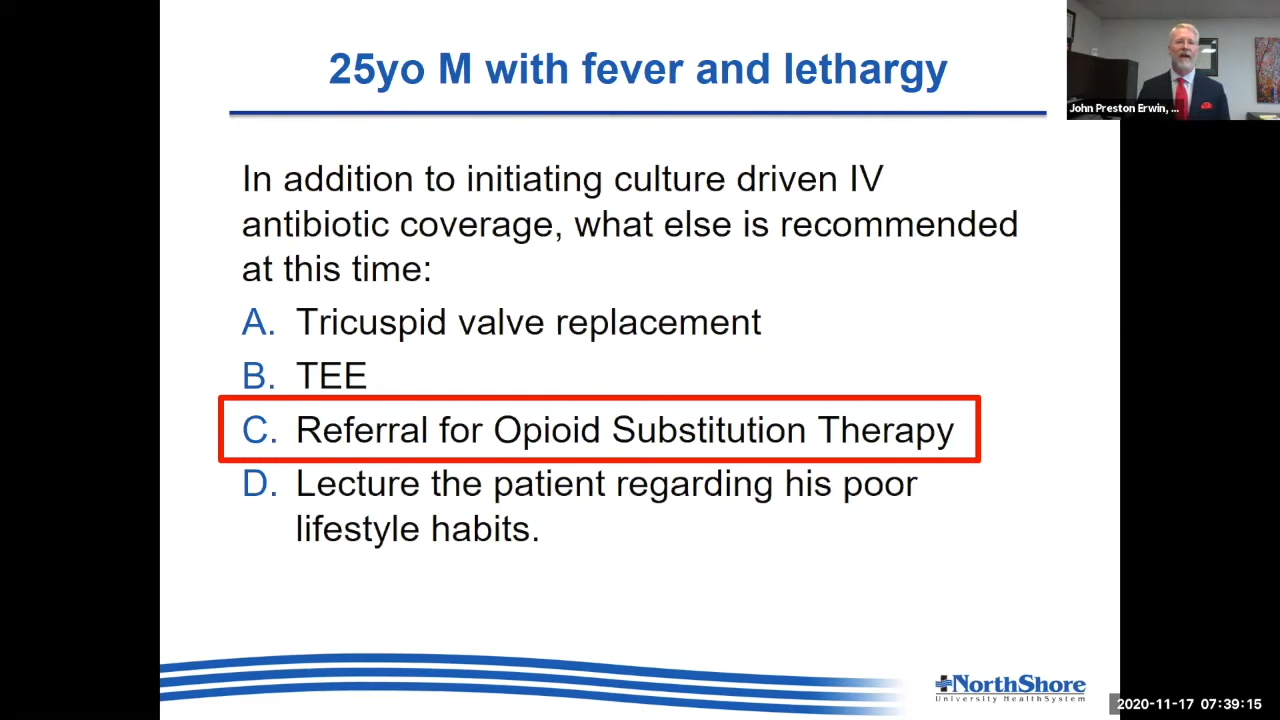 25yo M with fever and lethargy
John Preston Erwin, ...
In addition to initiating culture driven IV
antibiotic coverage, what else is recommended
at this time:
A. Tricuspid valve replacement
B. TEE
C. Referral for Opioid Substitution Therapy
D. Lecture the patient regarding his poor
lifestyle habits.
NorthShore
University HealthSystem
2020-11-17 07:39:15